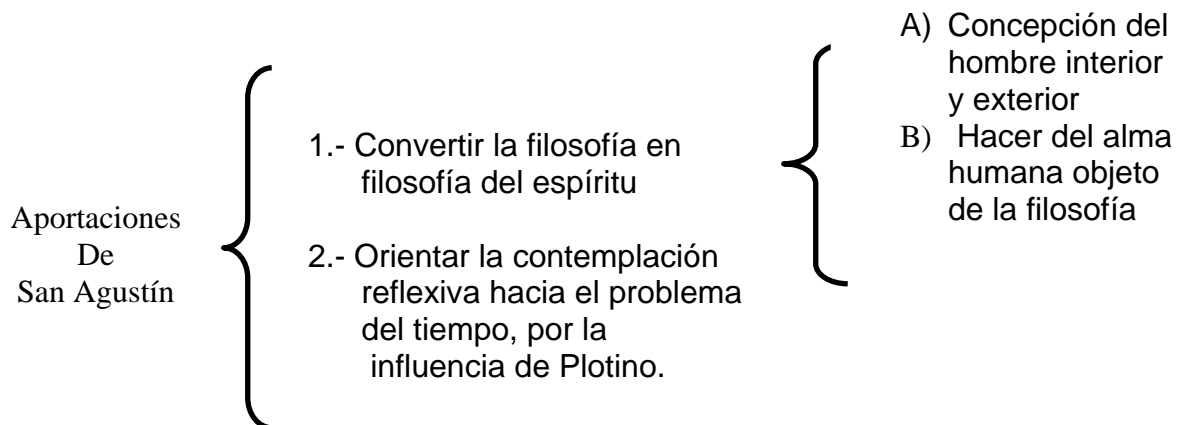 Aportaciones
De
San Agustín
1.- Convertir la filosofía en
filosofía del espíritu
2.- Orientar la contemplación
reflexiva hacia el problema
del tiempo, por la
influencia de Plotino.
A) Concepción del
hombre interior
y exterior
B) Hacer del alma
humana objeto
de la filosofía